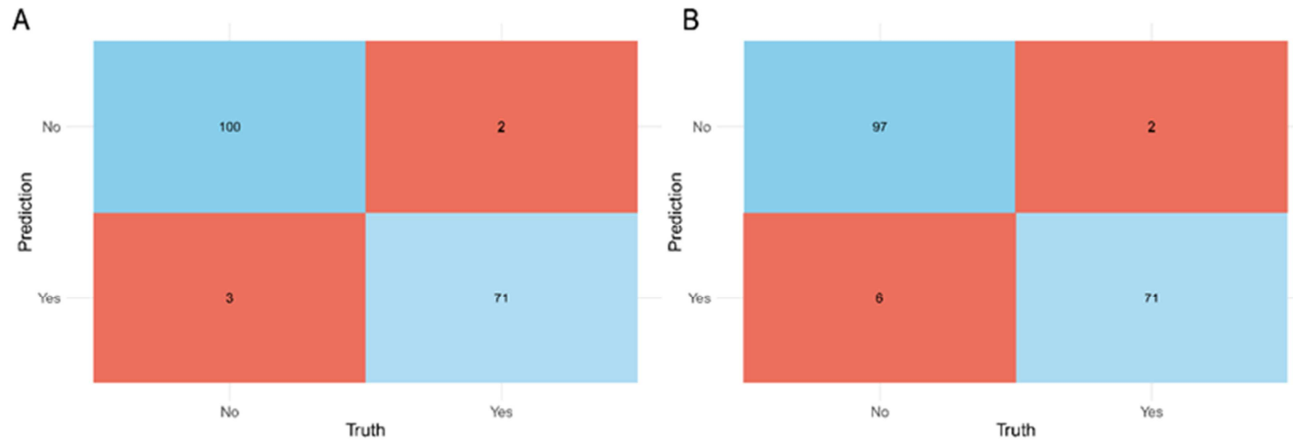 A
No
100
2
Prediction
Yes
3
71
No
Yes
Truth
B
No
97
2
Prediction
Yes
6
71
No
Yes
Truth